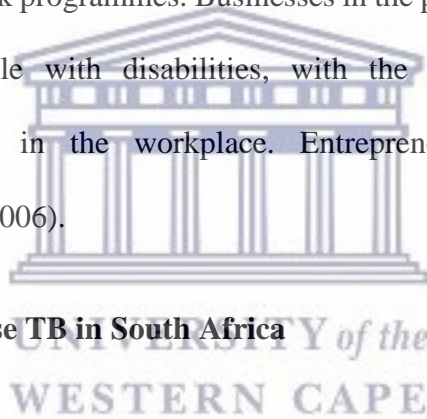 k programmes. Businesses in the p
le with disabilities, with the
in the workplace. Entreprene
006).
se TB in South Africa
UNIVERSITY of the
WESTERN CAPE